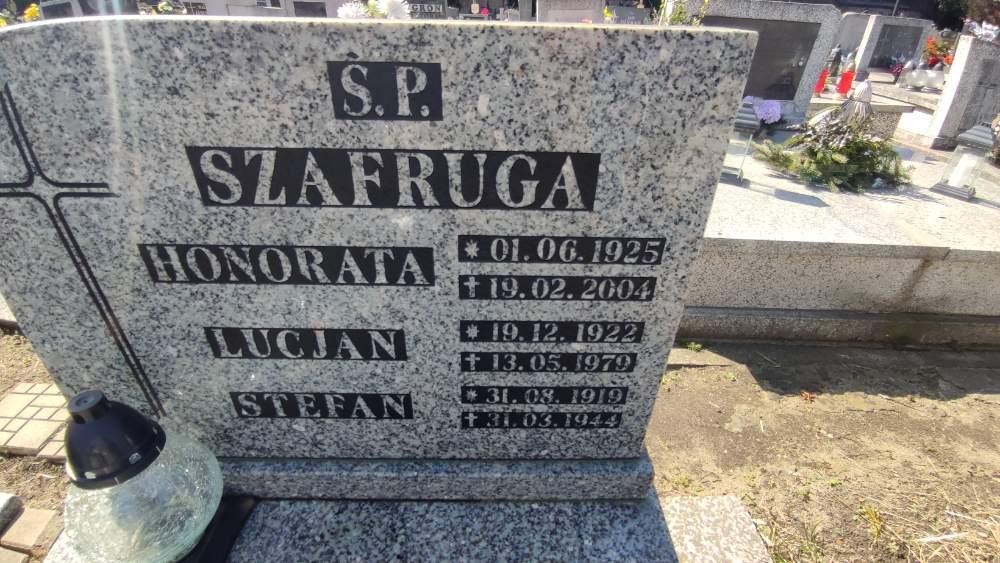 Ś.P.
SZAFRUGA
HONORATA * 01.06.1925
† 19.02.2004
LUCJAN * 19.12.1922
† 13.05.1979
STEFAN * 31.08.1919
† 31.03.1944